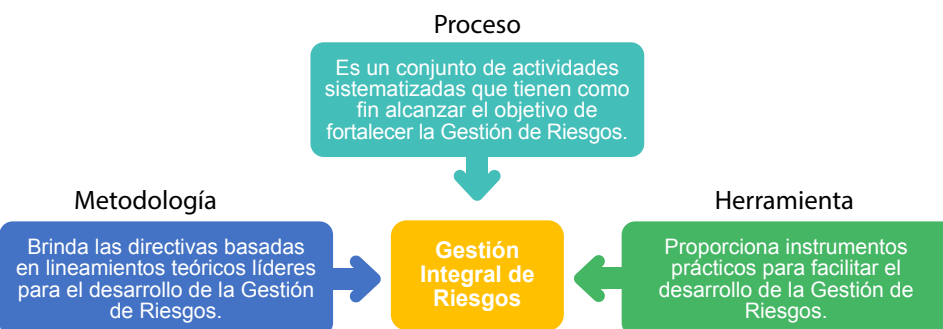 Proceso
Es un conjunto de actividades
sistematizadas que tienen como
fin alcanzar el objetivo de
fortalecer la Gestión de Riesgos.
Metodología
Brinda las directivas basadas
en lineamientos teóricos líderes
para el desarrollo de la Gestión
de Riesgos.
Gestión
Integral de
Riesgos
Herramienta
Proporciona instrumentos
prácticos para facilitar el
desarrollo de la Gestión de
Riesgos.